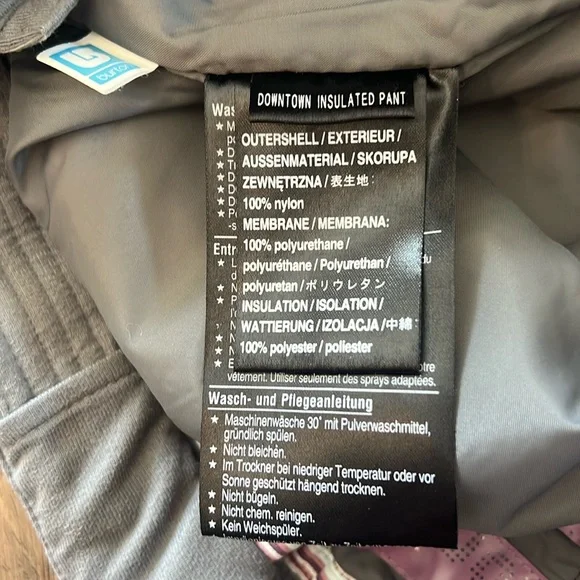 burton
DOWNTOWN INSULATED PANT
OUTERSHELL / EXTERIEUR /
AUSSENMATERIAL / SKORUPA
ZEWNĘTRZNA / 表生地:
100% nylon
MEMBRANE / MEMBRANA:
100% polyurethane /
polyuréthane / Polyurethan /
polyuretan / ポリウレタン
INSULATION / ISOLATION /
WATTIERUNG / IZOLACJA / 中綿:
100% polyester / poliester
Was
Entr
vêtement. Utiliser seulement des sprays adaptées.
Wasch- und Pflegeanleitung
★ Maschinenwäsche 30° mit Pulverwaschmittel,
gründlich spülen.
★ Nicht bleichen.
★ Im Trockner bei niedriger Temperatur oder vor
Sonne geschützt hängend trocknen.
★ Nicht bügeln.
★ Nicht chem. reinigen.
★ Kein Weichspüler.